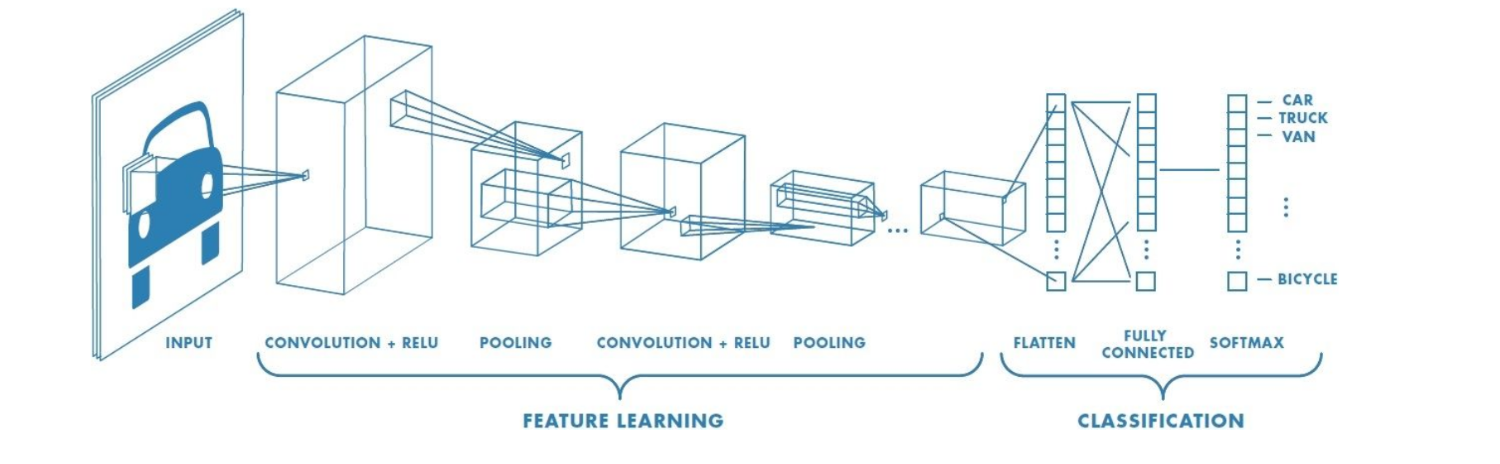 CAR
TRUCK
VAN
BICYCLE
INPUT
CONVOLUTION + RELU
POOLING
CONVOLUTION + RELU
POOLING
FLATTEN
FULLY
CONNECTED
SOFTMAX
FEATURE LEARNING
CLASSIFICATION